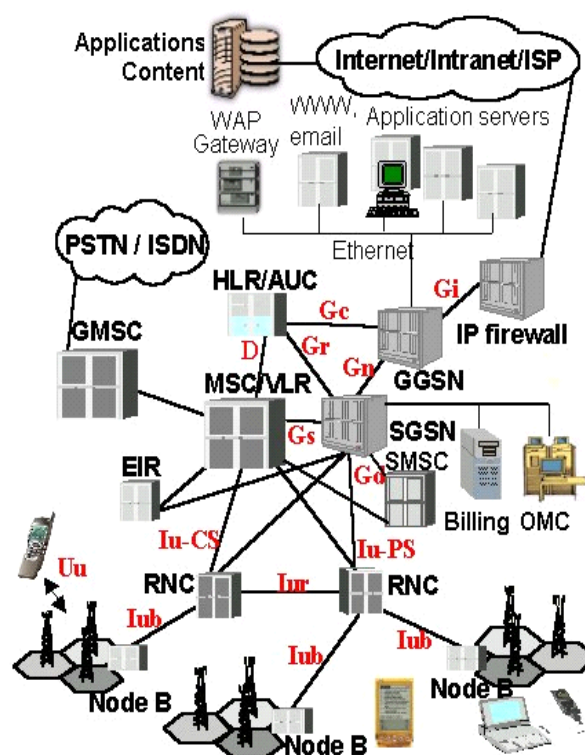 Applications
Content
Internet/Intranet/ISP
WAP
Gateway
WWW,
email
Application servers
Ethernet
PSTN / ISDN
HLR/AUC
Gc
Gi
IP firewall
GMSC
D
Gr
Gn
GGSN
MSC/VLR
Gs
SGSN
EIR
Gd
SMSC
Billing
OMC
Iu-CS
Iu-PS
Uu
RNC
Iur
RNC
Iub
Iub
Iub
Node B
Node B
Node B